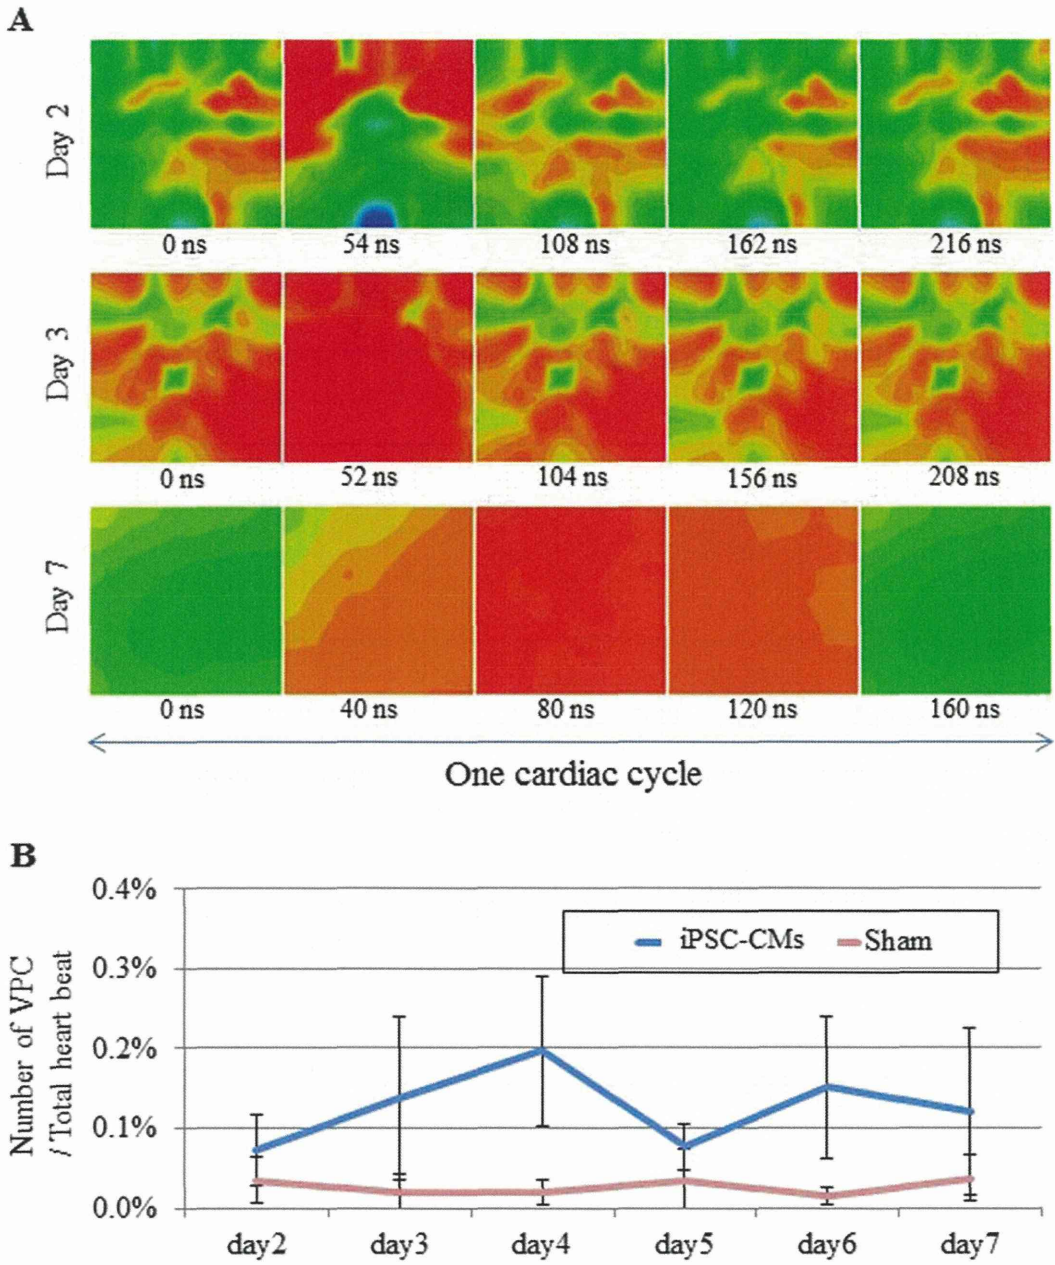 A
Day 2
0 ns 54 ns 108 ns 162 ns 216 ns
Day 3
0 ns 52 ns 104 ns 156 ns 208 ns
Day 7
0 ns 40 ns 80 ns 120 ns 160 ns
One cardiac cycle
B
Number of VPC
/Total heart beat
0.4%
0.3%
0.2%
0.1%
0.0%
iPSC-CMs Sham
day2 day3 day4 day5 day6 day7